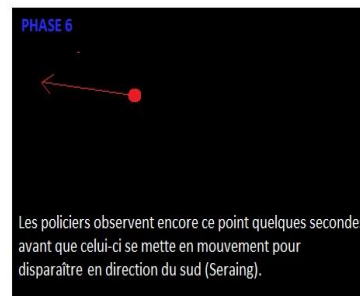 PHASE 6
Les policiers observent encore ce point quelques seconde
avant que celui-ci se mette en mouvement pour
disparaître en direction du sud (Seraing).